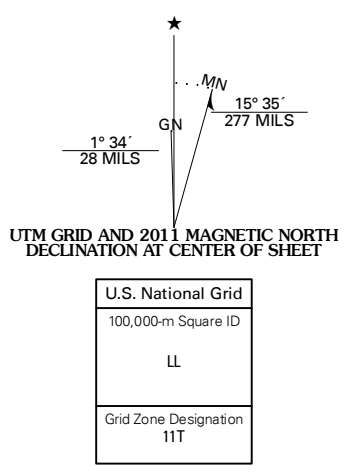 ★
MN
GN
15° 35´
277 MILS
1° 34´
28 MILS
UTM GRID AND 2011 MAGNETIC NORTH
DECLINATION AT CENTER OF SHEET
U.S. National Grid
100,000-m Square ID
LL
Grid Zone Designation
11T